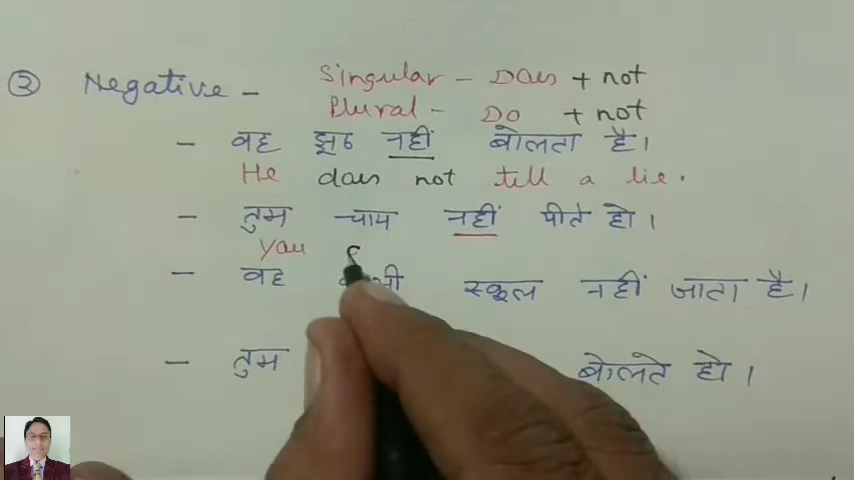 ③ Negative - Singular - Does + not
Plural - Do + not
- वह झूठ नहीं बोलता है।
He does not tell a lie.
- तुम चाय नहीं पीते हो।
You
- वह स्कूल नहीं जाता है।
- तुम बोलते हो।